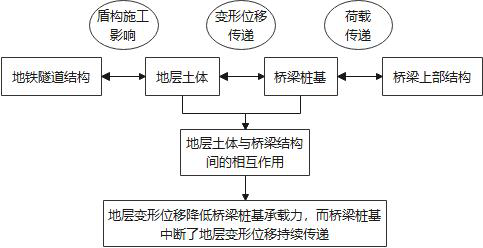 盾构施工
影响
变形位移
传递
荷载
传递
地铁隧道结构
地层土体
桥梁桩基
桥梁上部结构
地层土体与桥梁结构
间的相互作用
地层变形位移降低桥梁桩基承载力，而桥梁桩基
中断了地层变形位移持续传递